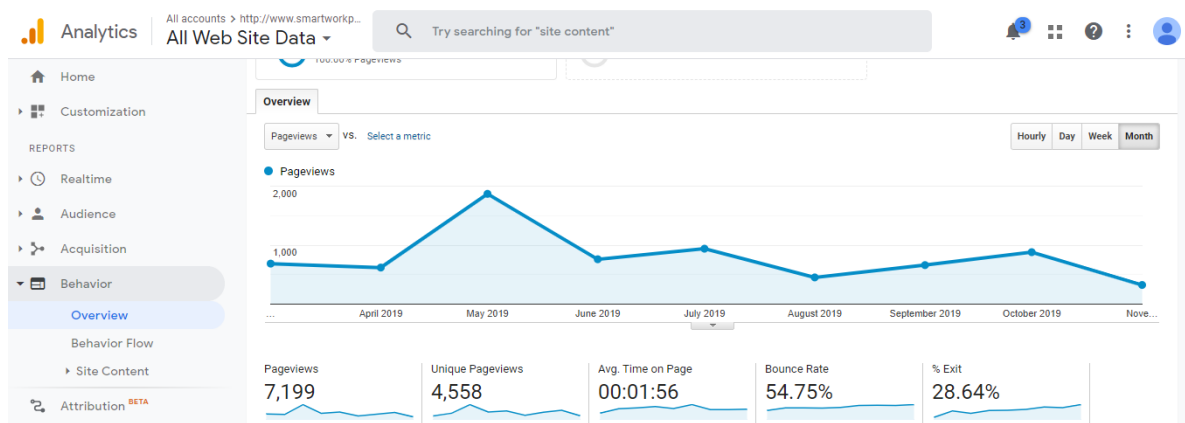 Analytics
All accounts > http://www.smartworkp...
All Web Site Data
Try searching for "site content"
3
Home
Customization
REPORTS
Realtime
Audience
Acquisition
Behavior
Overview
Behavior Flow
Site Content
Attribution BETA
100.00% Pageviews
Overview
Pageviews VS. Select a metric
Hourly Day Week Month
Pageviews
2,000
1,000
... April 2019 May 2019 June 2019 July 2019 August 2019 September 2019 October 2019 Nove...
Pageviews
7,199
Unique Pageviews
4,558
Avg. Time on Page
00:01:56
Bounce Rate
54.75%
% Exit
28.64%